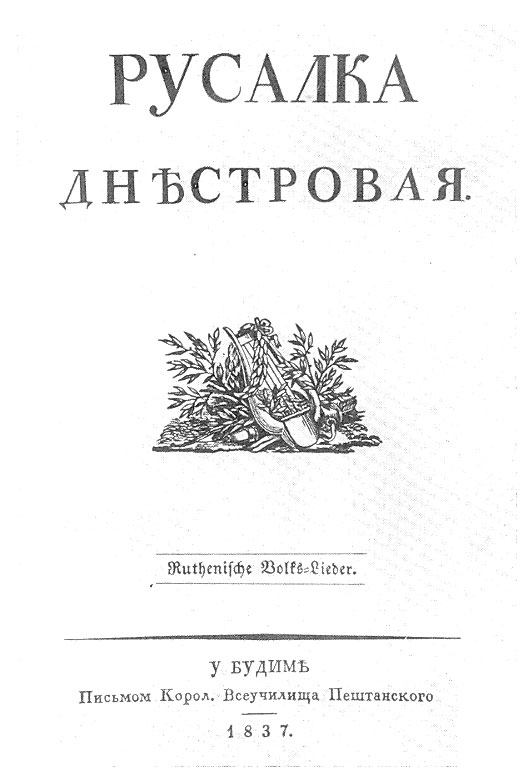 РУСАЛКА
ДНѢСТРОВАЯ.
Ruthenische Volks-Lieder.
У БУДИМѢ
Письмом Корол. Всеучилища Пештанского
1837.